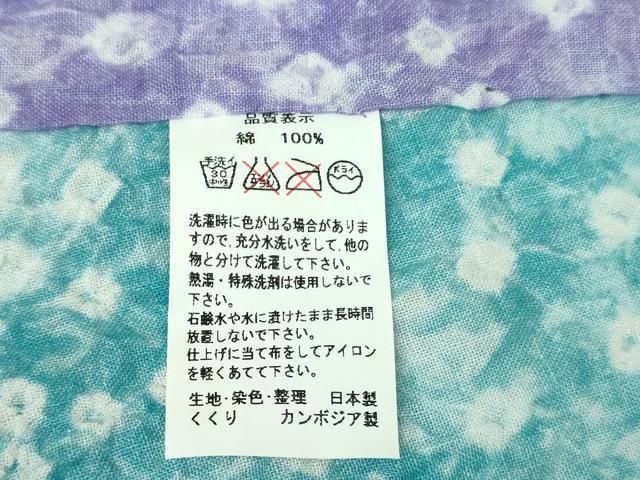 品質表示
綿 100%
手洗イ 30 中性 エンソサラシ ドライ
洗濯時に色が出る場合がありま
すので,充分水洗いをして,他の
物と分けて洗濯して下さい。
熱湯・特殊洗剤は使用しないで
下さい。
石鹸水や水に漬けたまま長時間
放置しないで下さい。
仕上げに当て布をしてアイロン
を軽くあてて下さい。
生地・染色・整理 日本製
くくり カンボジア製